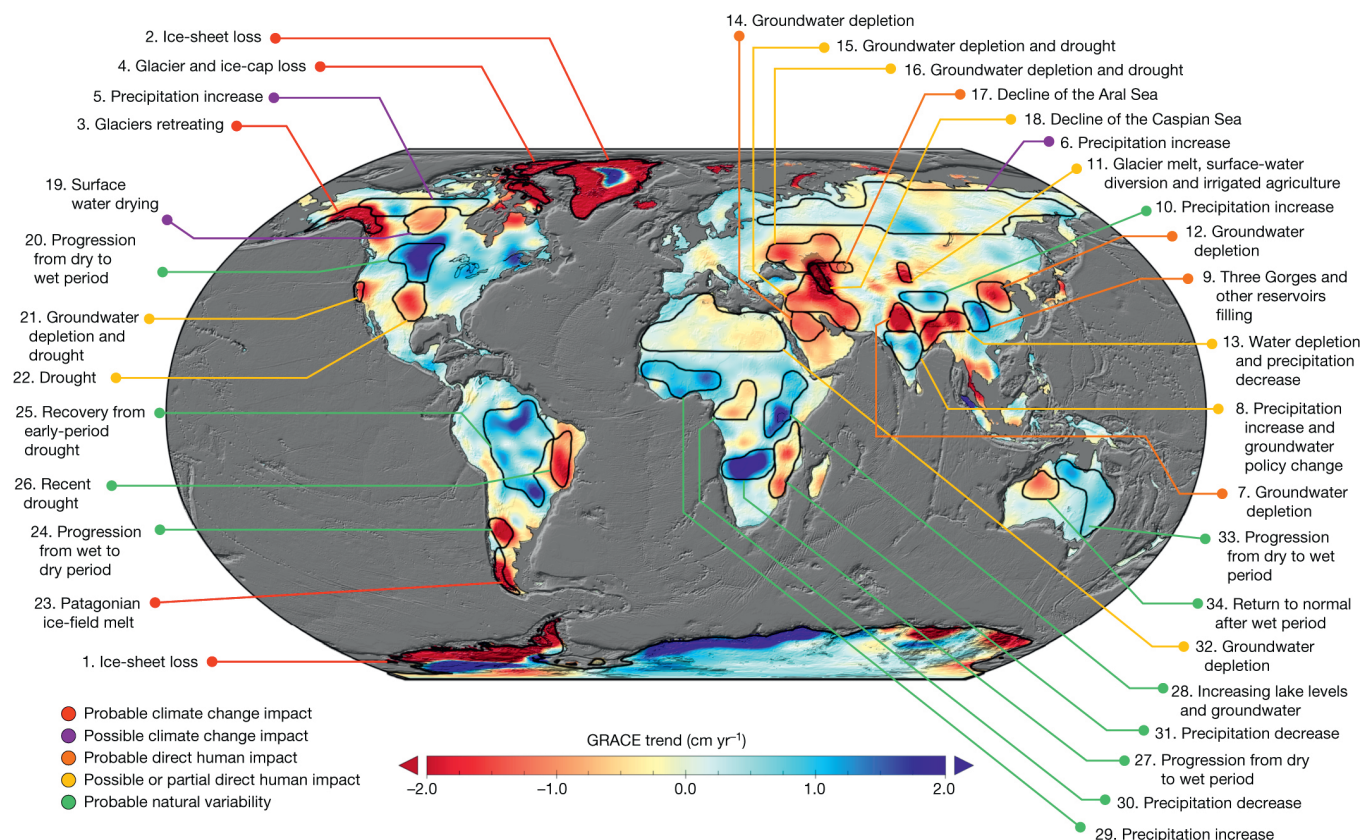 14. Groundwater depletion
2. Ice-sheet loss
15. Groundwater depletion and drought
4. Glacier and ice-cap loss
16. Groundwater depletion and drought
5. Precipitation increase
17. Decline of the Aral Sea
3. Glaciers retreating
18. Decline of the Caspian Sea
6. Precipitation increase
11. Glacier melt, surface-water
diversion and irrigated agriculture
19. Surface
water drying
10. Precipitation increase
20. Progression
from dry to
wet period
12. Groundwater
depletion
9. Three Gorges and
other reservoirs
filling
21. Groundwater
depletion and
drought
13. Water depletion
and precipitation
decrease
22. Drought
25. Recovery from
early-period
drought
8. Precipitation
increase and
groundwater
policy change
26. Recent
drought
7. Groundwater
depletion
24. Progression
from wet to
dry period
33. Progression
from dry to wet
period
23. Patagonian
ice-field melt
34. Return to normal
after wet period
32. Groundwater
depletion
1. Ice-sheet loss
28. Increasing lake levels
and groundwater
31. Precipitation decrease
27. Progression from dry
to wet period
30. Precipitation decrease
29. Precipitation increase
Probable climate change impact
Possible climate change impact
Probable direct human impact
Possible or partial direct human impact
Probable natural variability
GRACE trend (cm yr⁻¹)
–2.0 –1.0 0.0 1.0 2.0